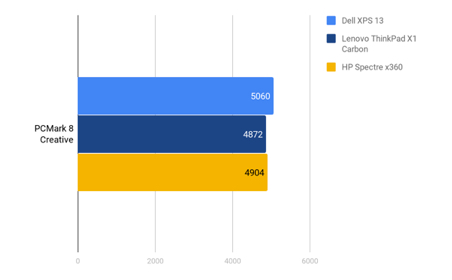 Dell XPS 13
Lenovo ThinkPad X1
Carbon
HP Spectre x360
PCMark 8
Creative
5060
4872
4904
0
2000
4000
6000